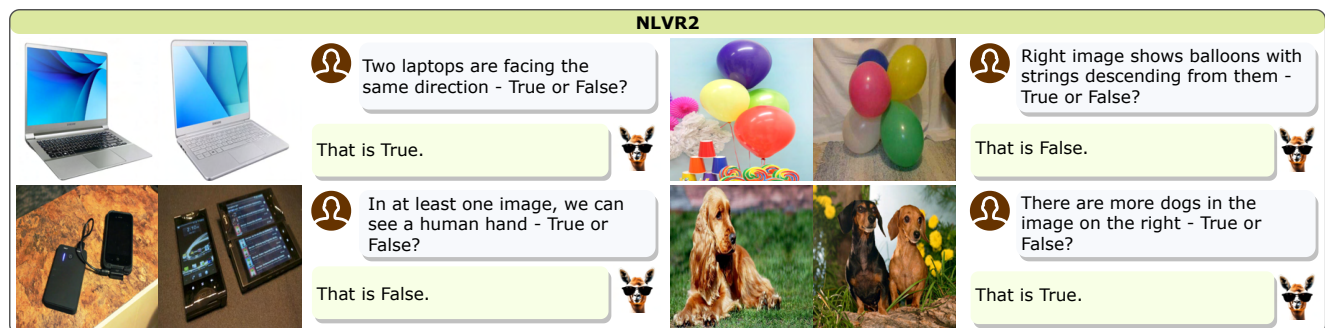 NLVR2
Two laptops are facing the
same direction - True or False?
That is True.
Right image shows balloons with
strings descending from them -
True or False?
That is False.
In at least one image, we can
see a human hand - True or
False?
That is False.
There are more dogs in the
image on the right - True or
False?
That is True.